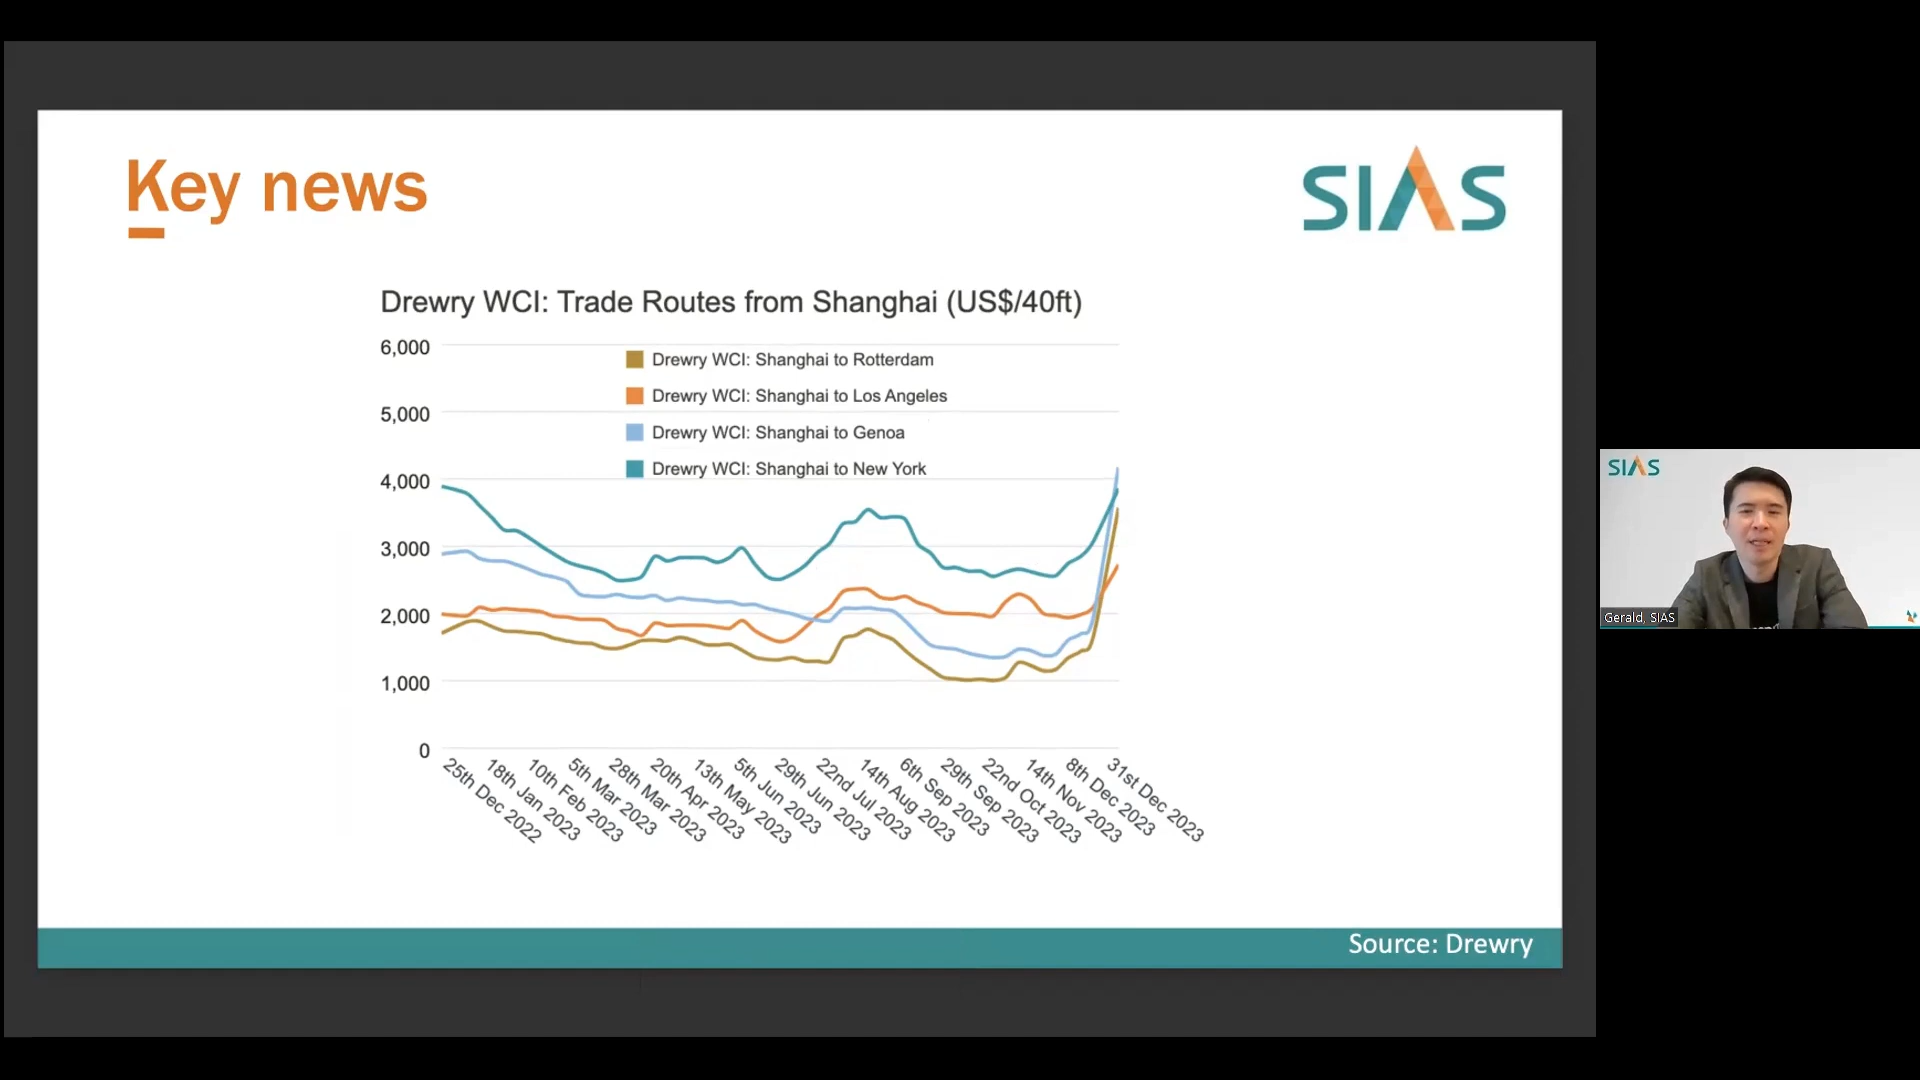 Key news
SIAS
Drewry WCI: Trade Routes from Shanghai (US$/40ft)
6,000
5,000
4,000
3,000
2,000
1,000
0
Drewry WCI: Shanghai to Rotterdam
Drewry WCI: Shanghai to Los Angeles
Drewry WCI: Shanghai to Genoa
Drewry WCI: Shanghai to New York
25th Dec 2022
18th Jan 2023
10th Feb 2023
5th Mar 2023
28th Mar 2023
20th Apr 2023
13th May 2023
5th Jun 2023
29th Jun 2023
22nd Jul 2023
14th Aug 2023
6th Sep 2023
29th Sep 2023
22nd Oct 2023
14th Nov 2023
8th Dec 2023
31st Dec 2023
Source: Drewry
SIAS
Gerald, SIAS